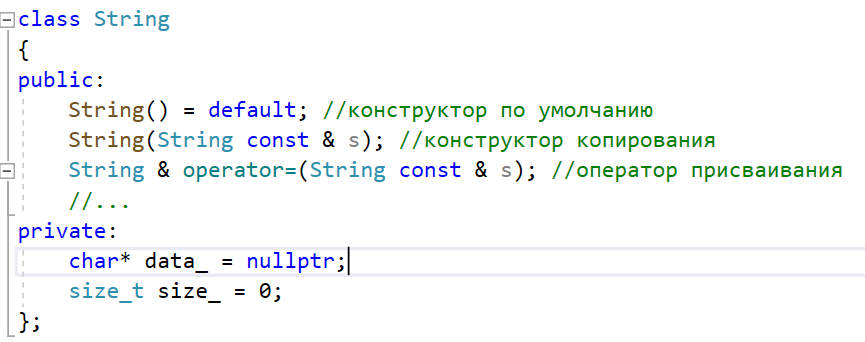 class String
{
public:
    String() = default; //конструктор по умолчанию
    String(String const & s); //конструктор копирования
    String & operator=(String const & s); //оператор присваивания
    //...
private:
    char* data_ = nullptr;
    size_t size_ = 0;
};